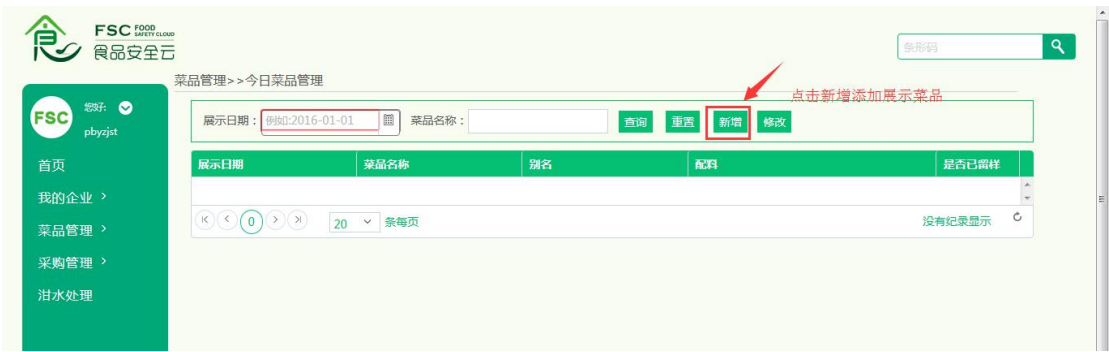 FSC FOOD SAFETY CLOUD
食品安全云
条形码
菜品管理>>今日菜品管理
点击新增添加展示菜品
FSC
您好:
pbyzjst
展示日期：
例如:2016-01-01
菜品名称：
查询 重置 新增 修改
首页
我的企业 >
菜品管理 >
采购管理 >
泔水处理
展示日期 菜品名称 别名 配料 是否已留样
0
20 条每页
没有纪录显示